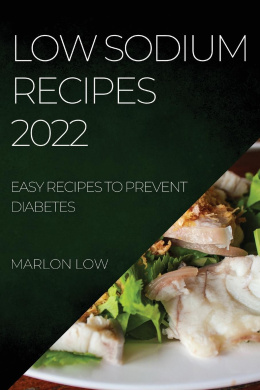 LOW SODIUM
RECIPES
2022
EASY RECIPES TO PREVENT
DIABETES
MARLON LOW